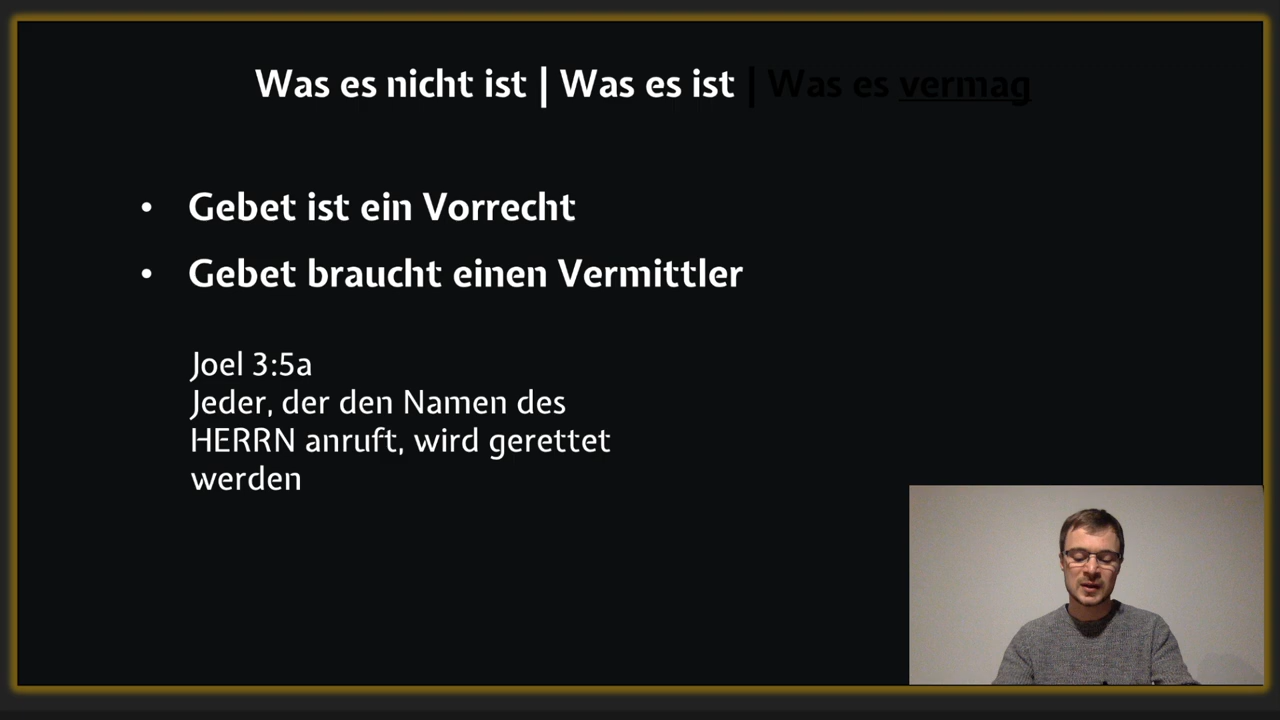 Was es nicht ist | Was es ist | Was es vermag
• Gebet ist ein Vorrecht
• Gebet braucht einen Vermittler
Joel 3:5a
Jeder, der den Namen des
HERRN anruft, wird gerettet
werden